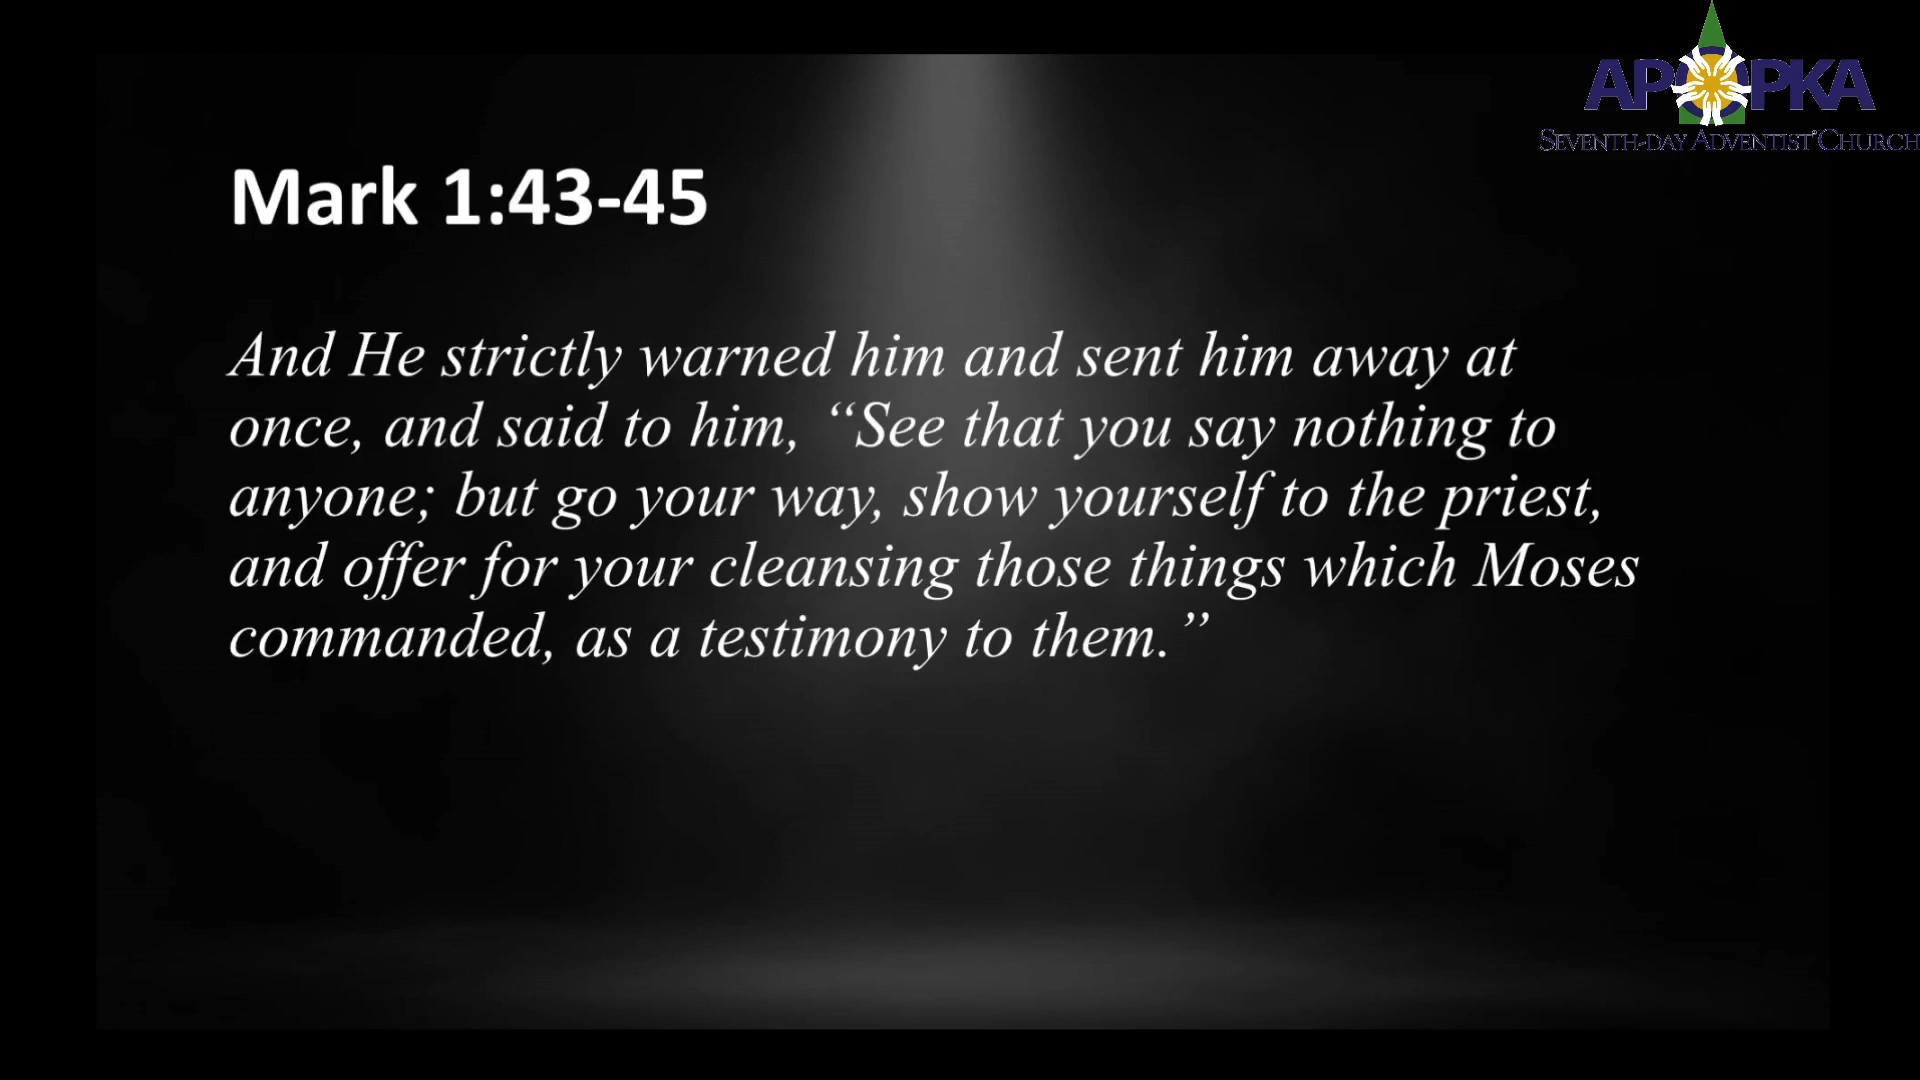 APOPKA
SEVENTH-DAY ADVENTIST® CHURCH
Mark 1:43-45
And He strictly warned him and sent him away at
once, and said to him, “See that you say nothing to
anyone; but go your way, show yourself to the priest,
and offer for your cleansing those things which Moses
commanded, as a testimony to them.”